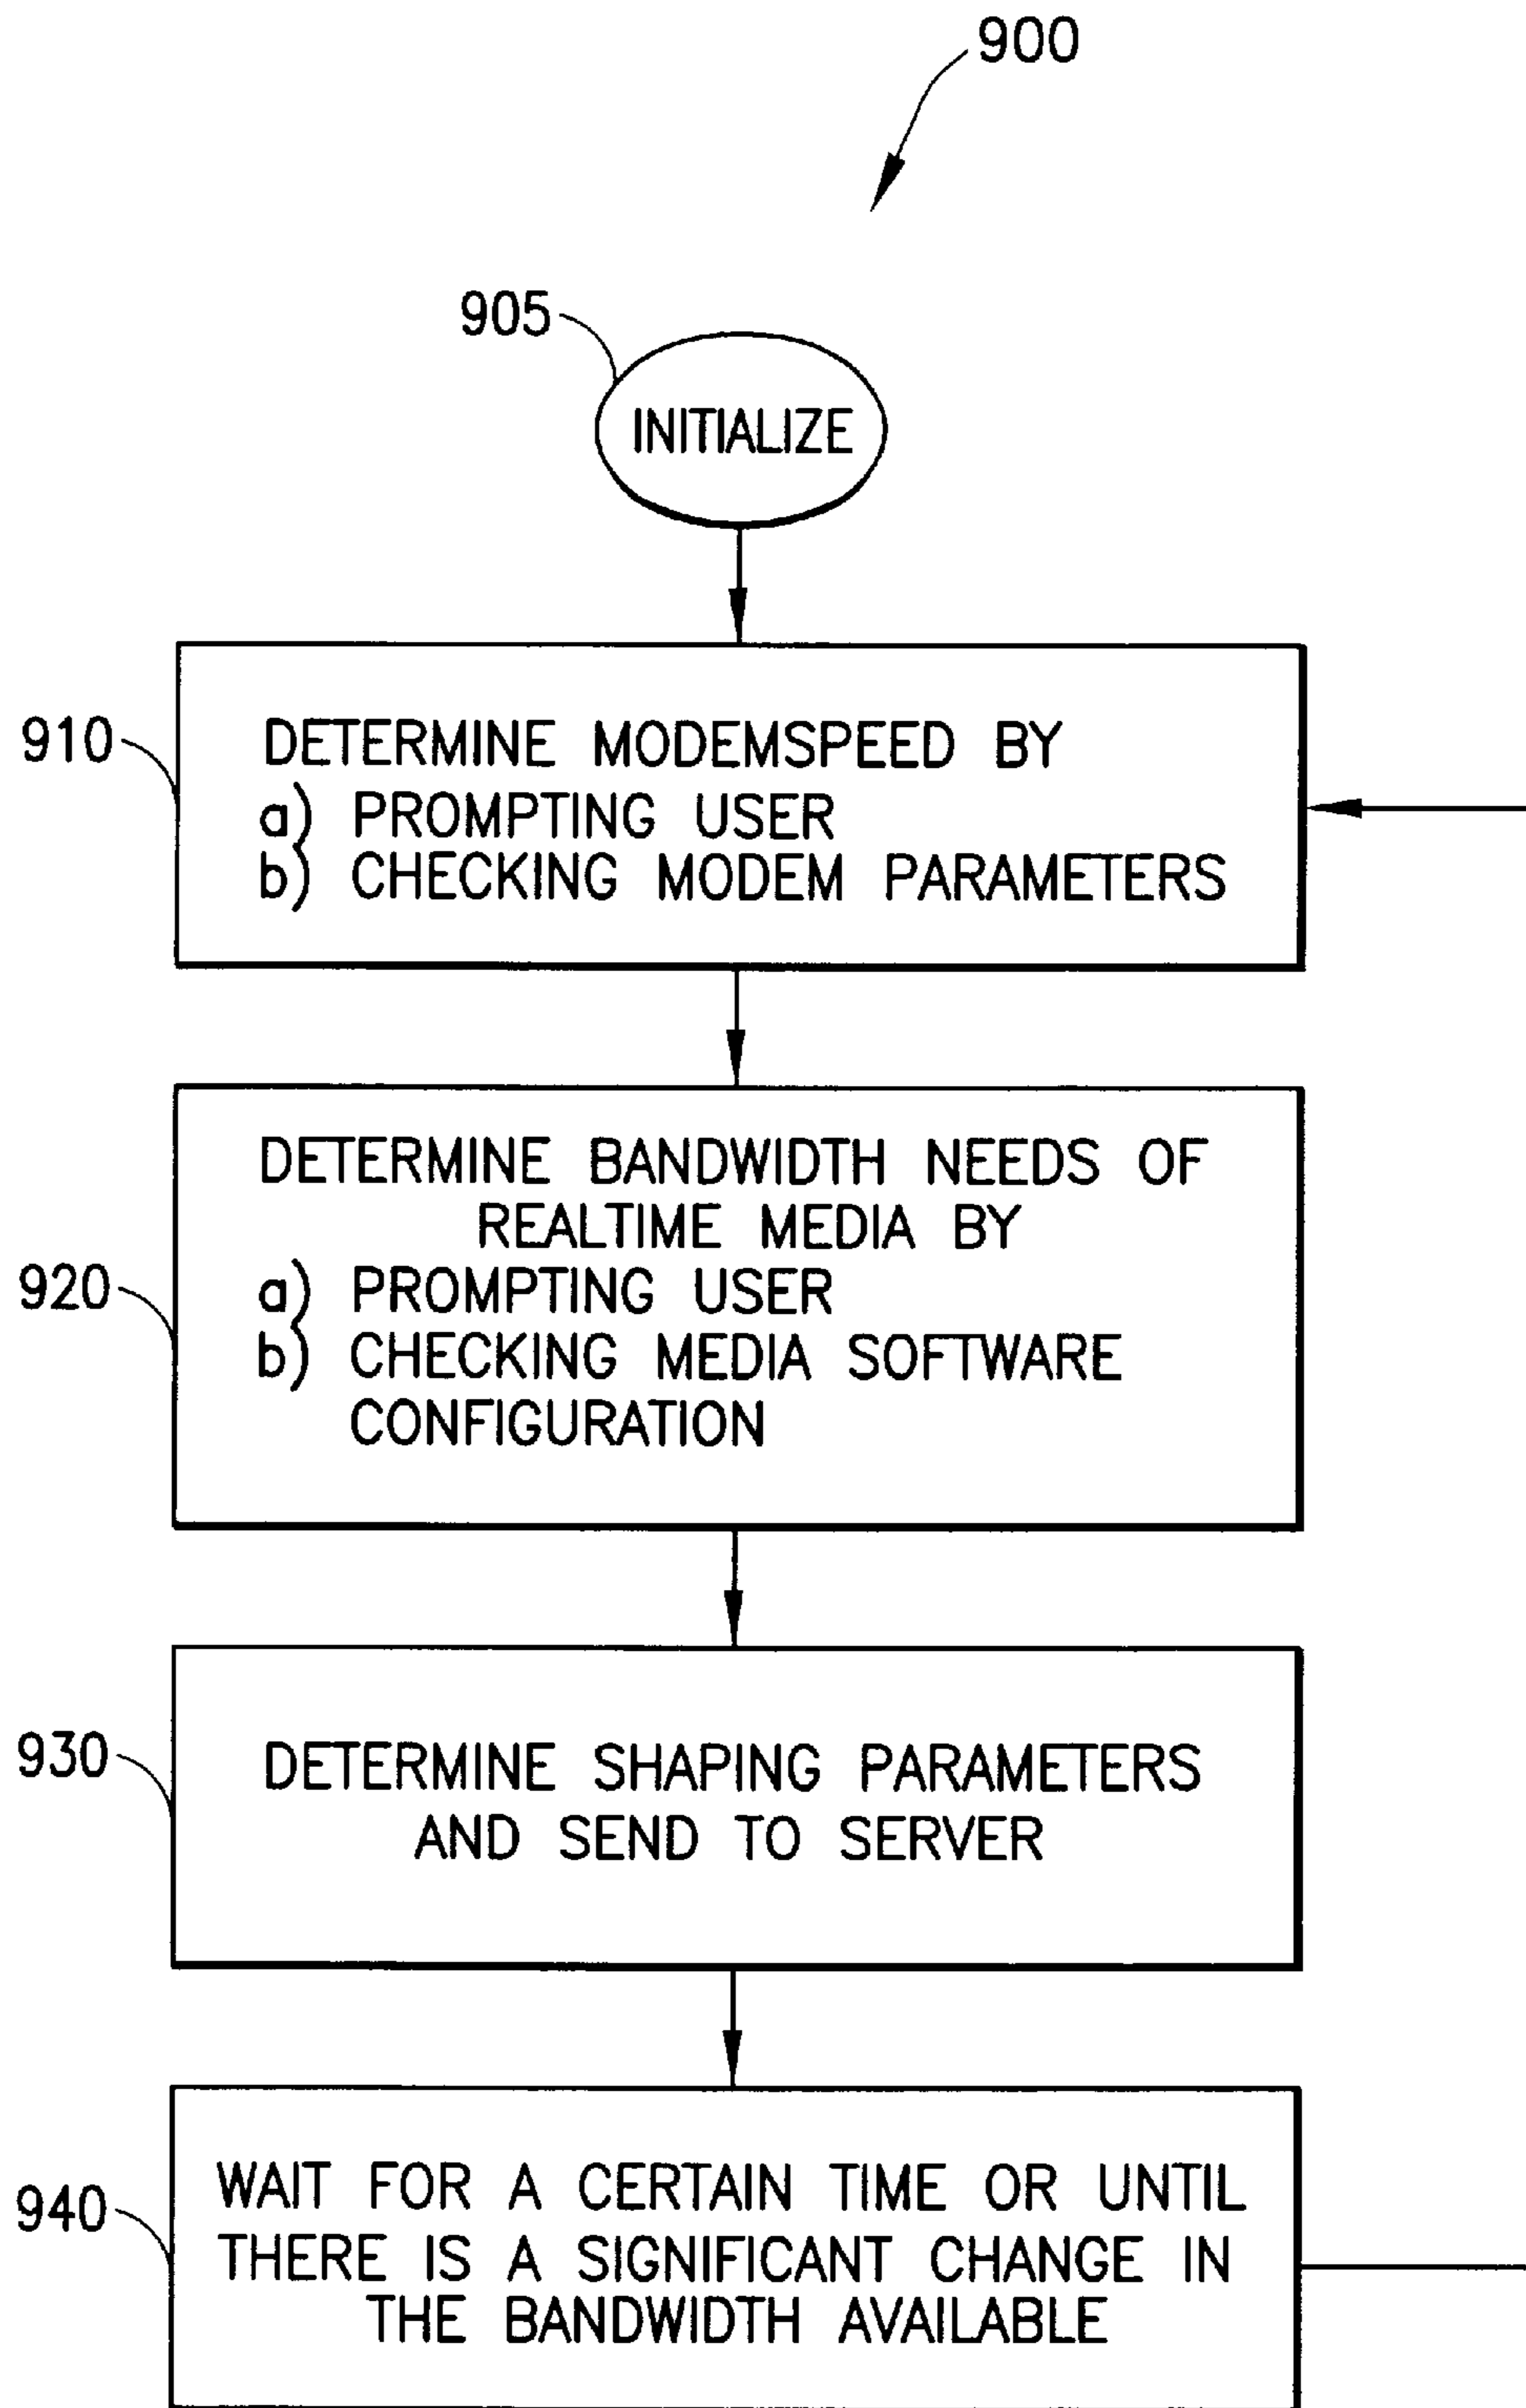 900
905
INITIALIZE
910
DETERMINE MODEMSPEED BY
a) PROMPTING USER
b) CHECKING MODEM PARAMETERS
920
DETERMINE BANDWIDTH NEEDS OF
REALTIME MEDIA BY
a) PROMPTING USER
b) CHECKING MEDIA SOFTWARE
CONFIGURATION
930
DETERMINE SHAPING PARAMETERS
AND SEND TO SERVER
940
WAIT FOR A CERTAIN TIME OR UNTIL
THERE IS A SIGNIFICANT CHANGE IN
THE BANDWIDTH AVAILABLE